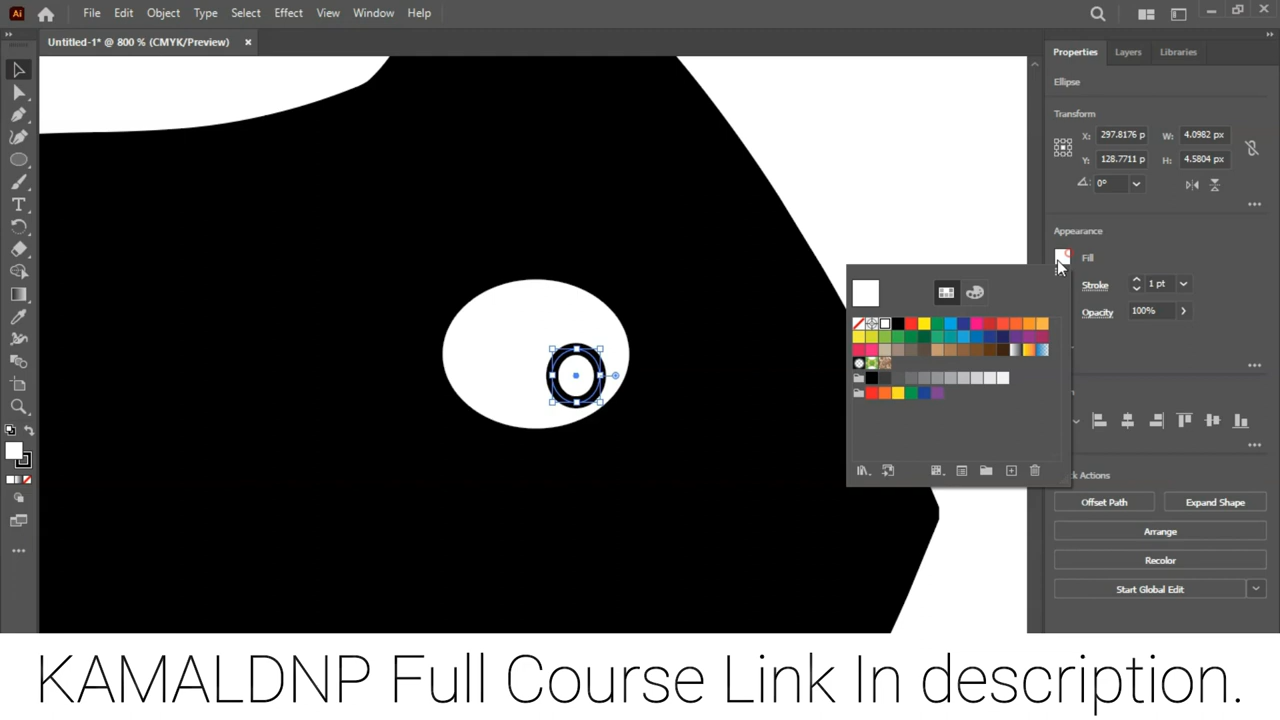 Ai File Edit Object Type Select Effect View Window Help
Untitled-1* @ 800 % (CMYK/Preview) ×
Properties Layers Libraries
Ellipse
Transform
X: 297.8176 p W: 4.0982 px
Y: 128.7711 p H: 4.5804 px
0°
Appearance
Fill
Stroke 1 pt
Opacity 100%
Offset Path Expand Shape
Arrange
Recolor
Start Global Edit
KAMALDNP Full Course Link In description.